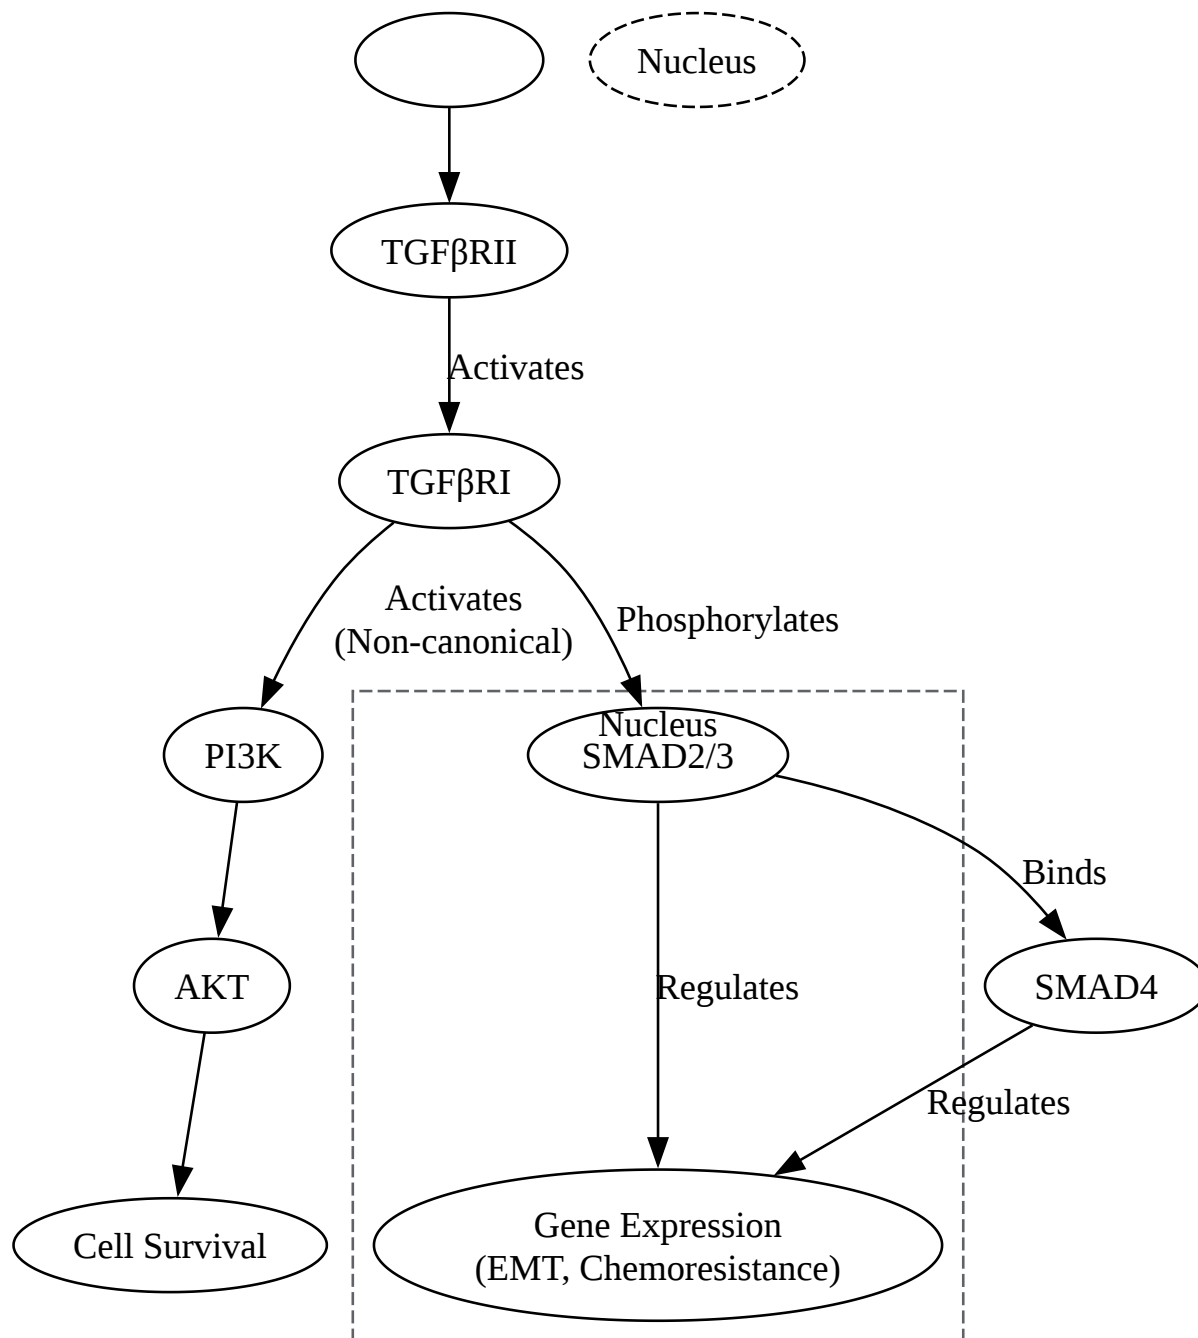 Nucleus
TGFβRII
Activates
TGFβRI
Activates
(Non-canonical)
Phosphorylates
Nucleus
SMAD2/3
PI3K
Binds
AKT
Regulates
SMAD4
Regulates
Cell Survival
Gene Expression
(EMT, Chemoresistance)